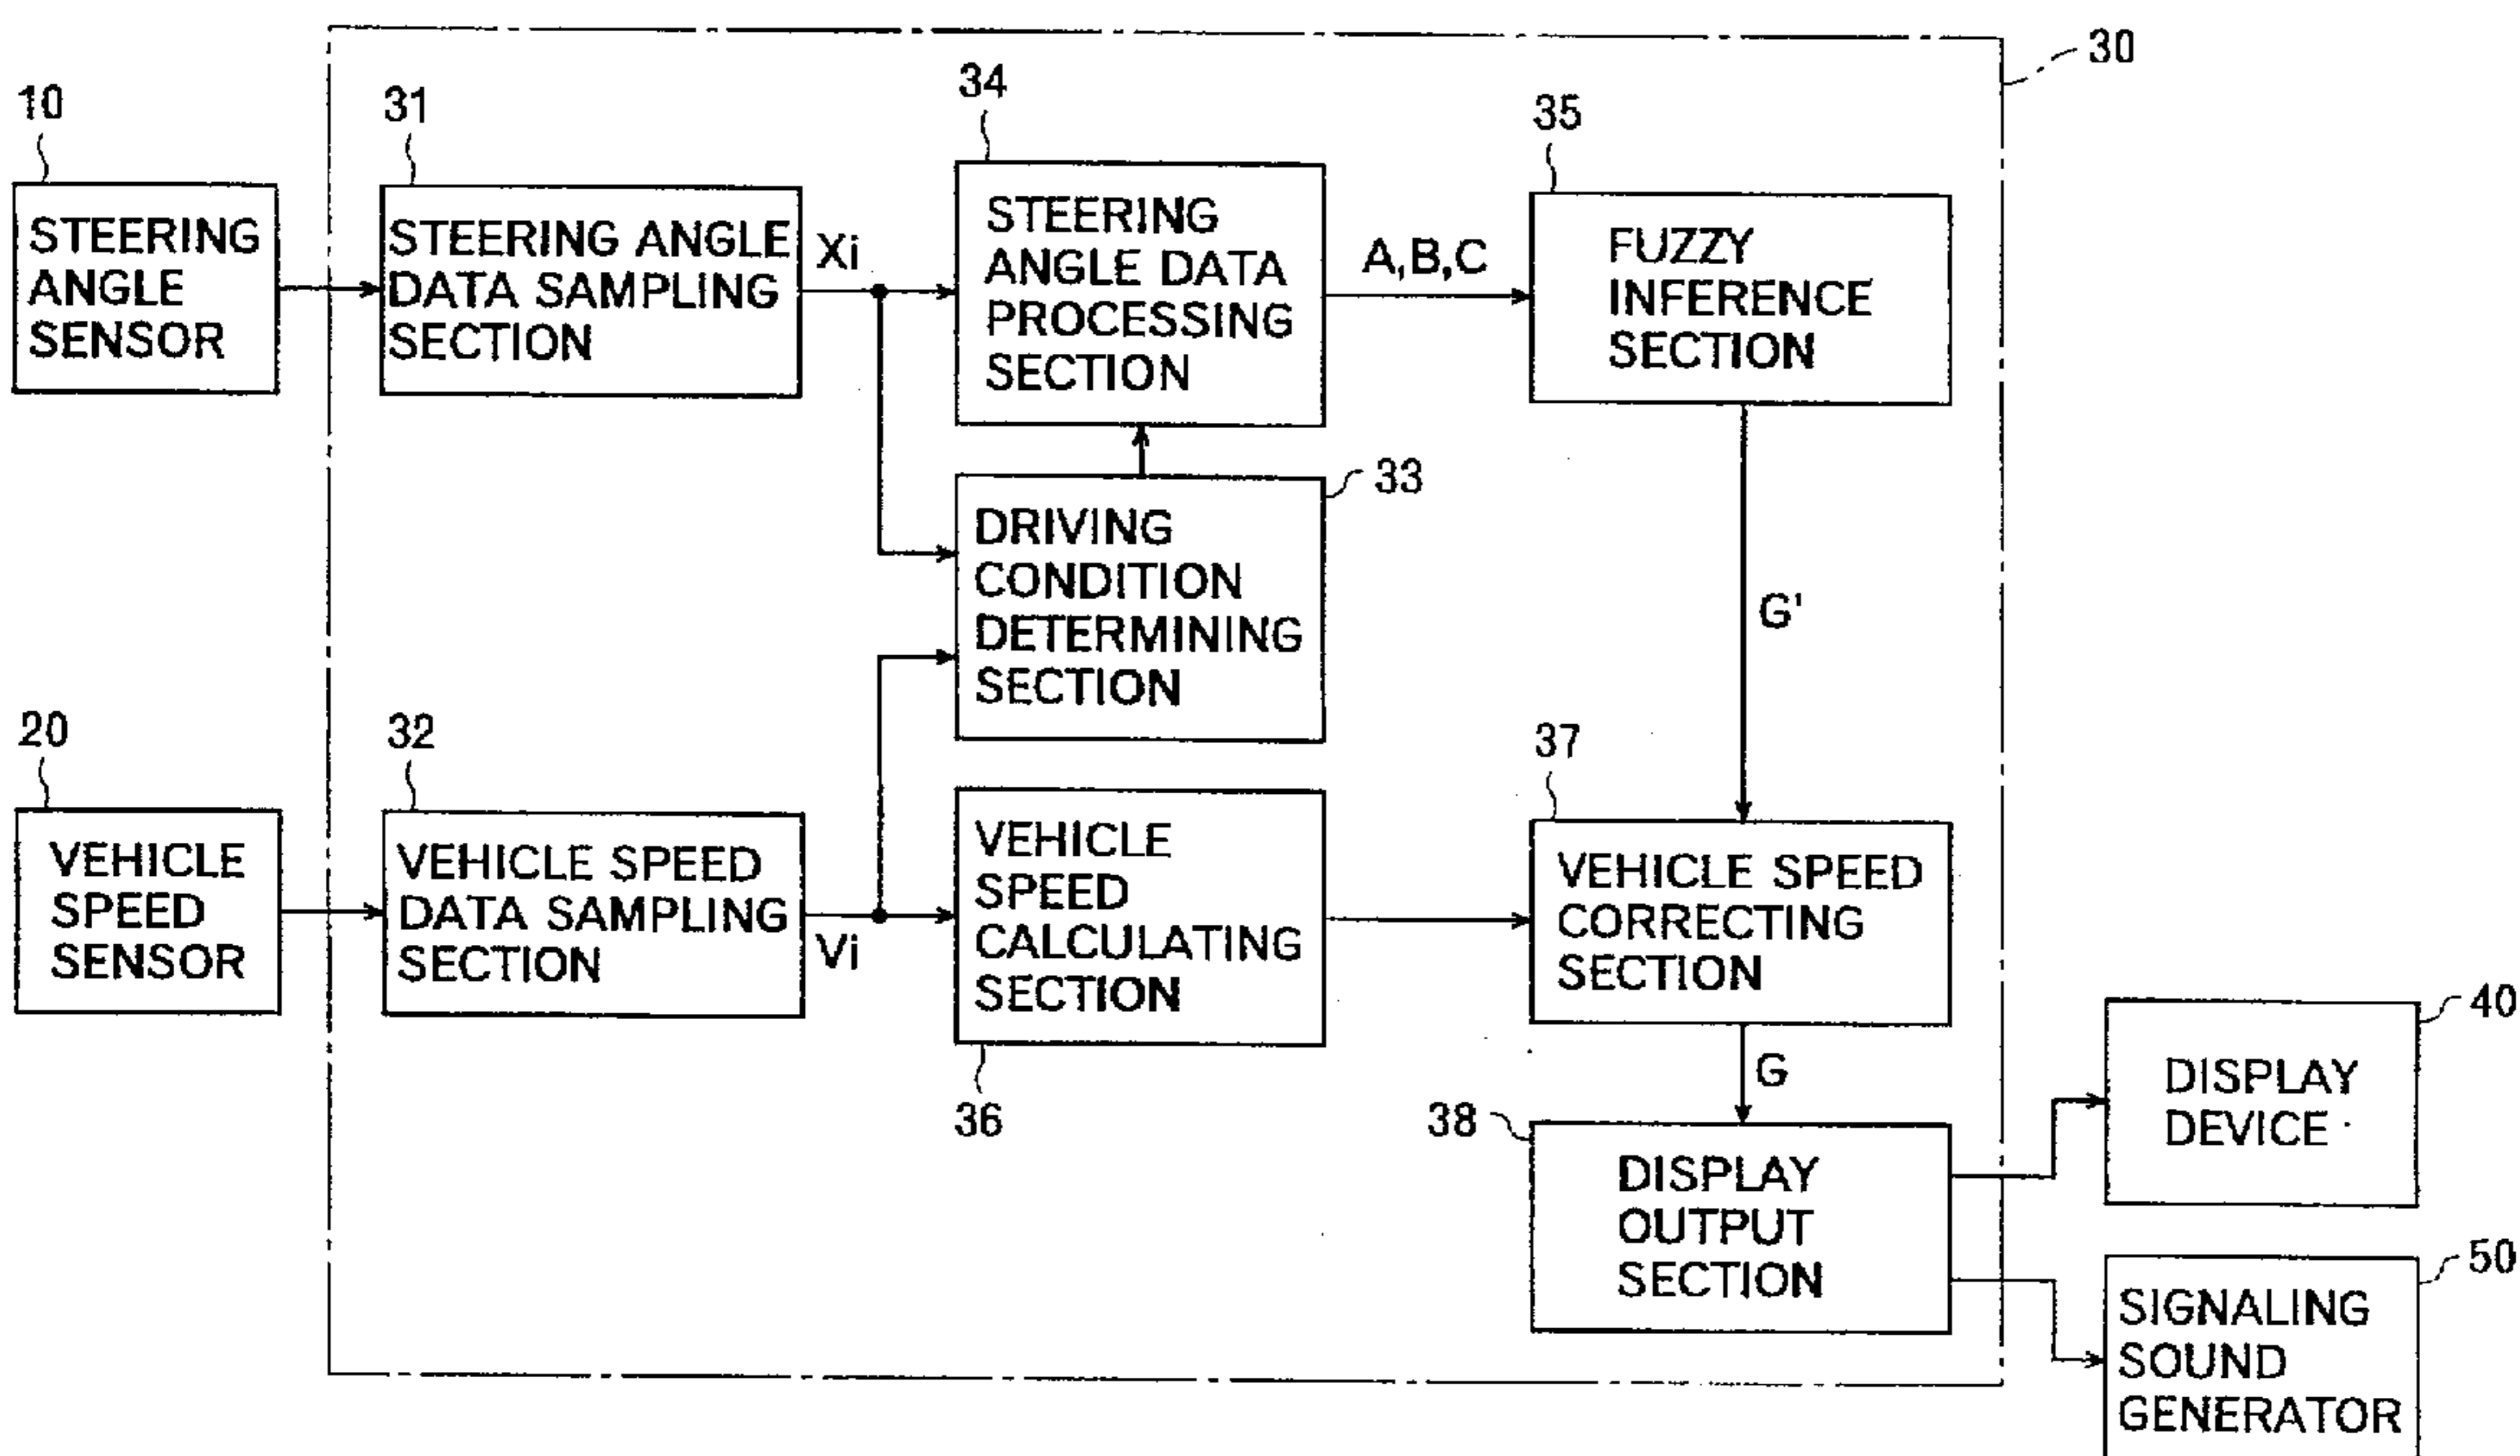 30
10
31
34
35
STEERING
ANGLE
SENSOR
STEERING ANGLE
DATA SAMPLING
SECTION
Xi
STEERING
ANGLE DATA
PROCESSING
SECTION
A,B,C
FUZZY
INFERENCE
SECTION
33
DRIVING
CONDITION
DETERMINING
SECTION
G'
20
32
37
VEHICLE
SPEED
SENSOR
VEHICLE SPEED
DATA SAMPLING
SECTION
Vi
VEHICLE
SPEED
CALCULATING
SECTION
36
VEHICLE SPEED
CORRECTING
SECTION
G
38
DISPLAY
OUTPUT
SECTION
40
DISPLAY
DEVICE
50
SIGNALING
SOUND
GENERATOR